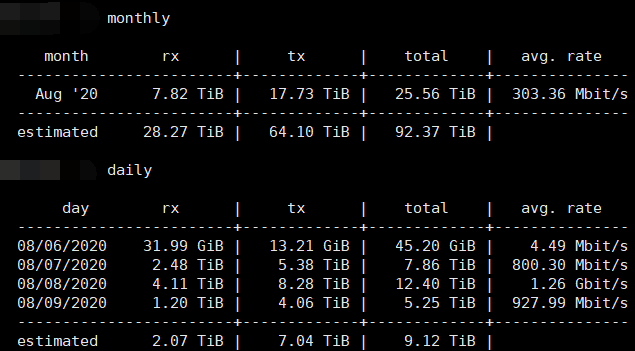 monthly
month        rx      |     tx      |    total    |   avg. rate
------------------------+-------------+-------------+---------------
Aug '20      7.82 TiB |   17.73 TiB |   25.56 TiB |  303.36 Mbit/s
------------------------+-------------+-------------+---------------
estimated     28.27 TiB |   64.10 TiB |   92.37 TiB |
daily
day          rx      |     tx      |    total    |   avg. rate
------------------------+-------------+-------------+---------------
08/06/2020    31.99 GiB |   13.21 GiB |   45.20 GiB |    4.49 Mbit/s
08/07/2020     2.48 TiB |    5.38 TiB |    7.86 TiB |  800.30 Mbit/s
08/08/2020     4.11 TiB |    8.28 TiB |   12.40 TiB |    1.26 Gbit/s
08/09/2020     1.20 TiB |    4.06 TiB |    5.25 TiB |  927.99 Mbit/s
------------------------+-------------+-------------+---------------
estimated      2.07 TiB |    7.04 TiB |    9.12 TiB |